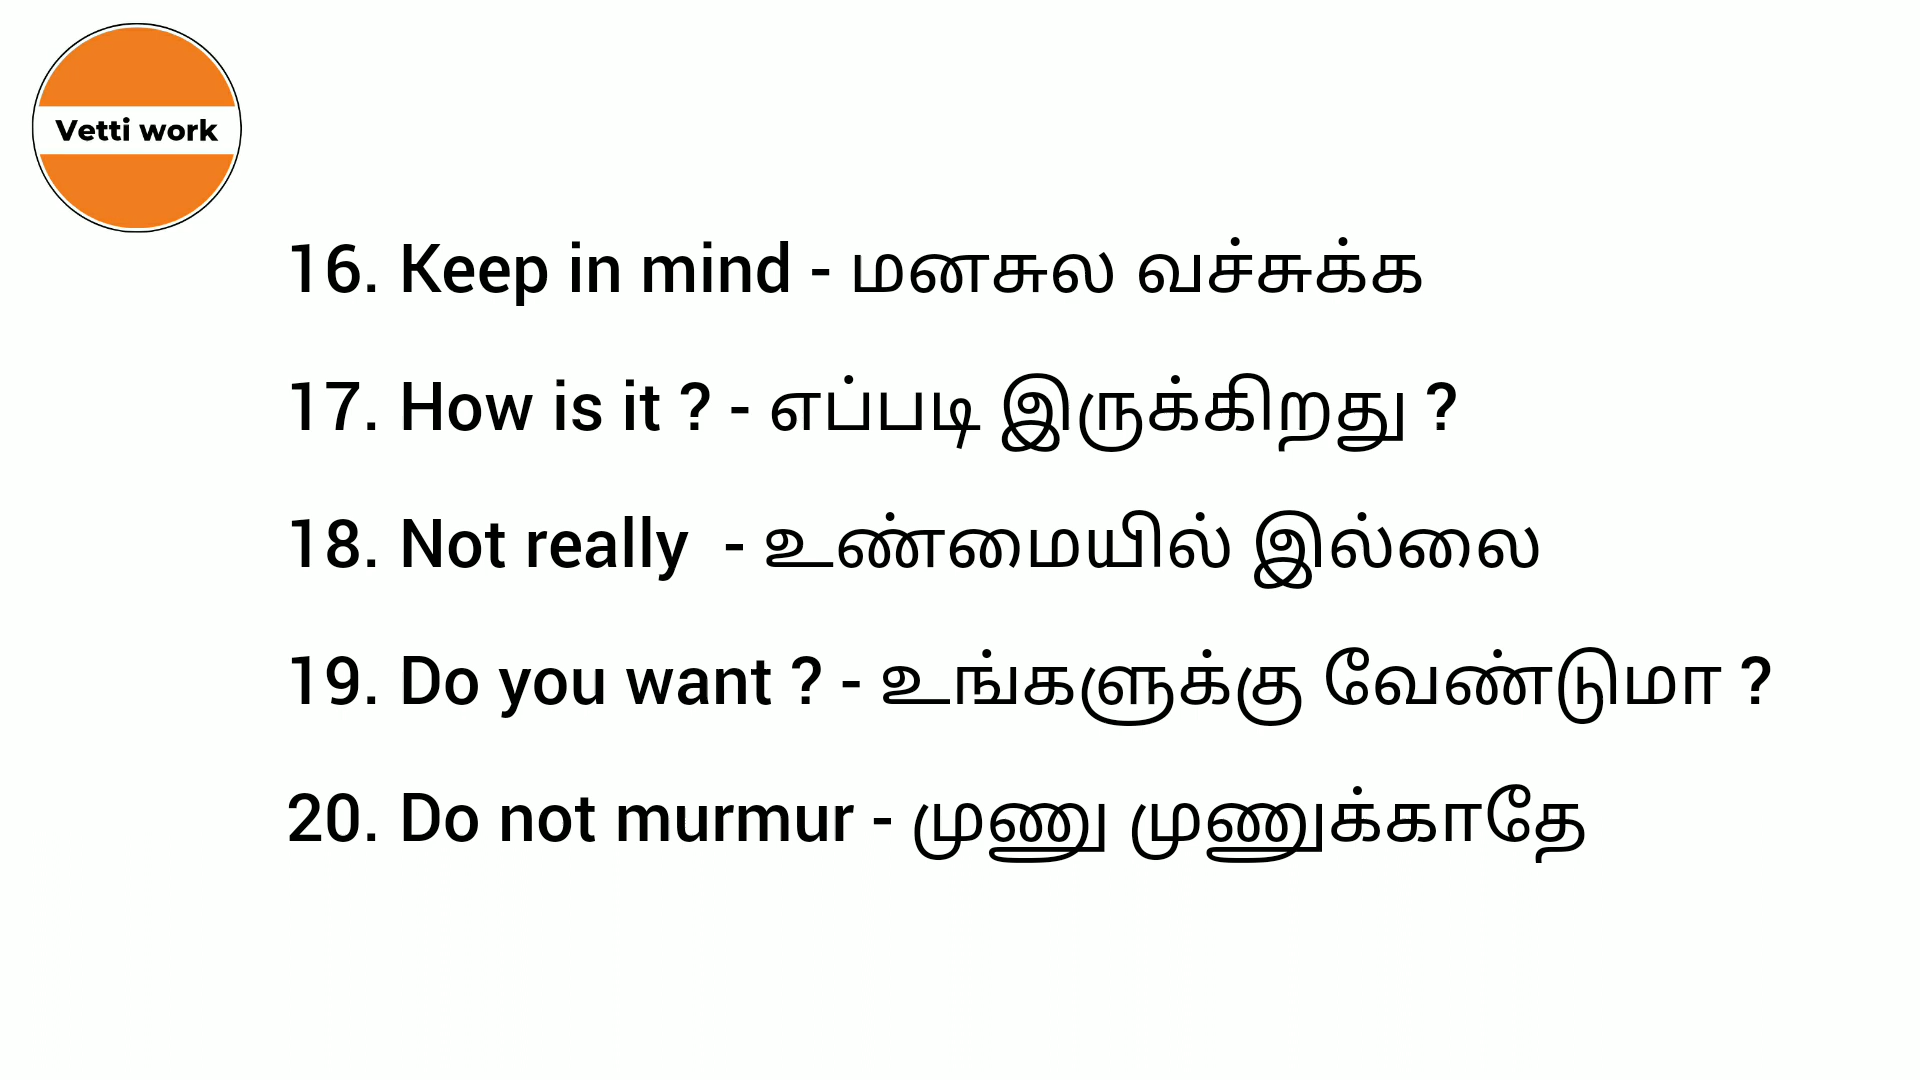 Vetti work
16. Keep in mind - மனசுல வச்சுக்க
17. How is it ? - எப்படி இருக்கிறது ?
18. Not really - உண்மையில் இல்லை
19. Do you want ? - உங்களுக்கு வேண்டுமா ?
20. Do not murmur - முணு முணுக்காதே